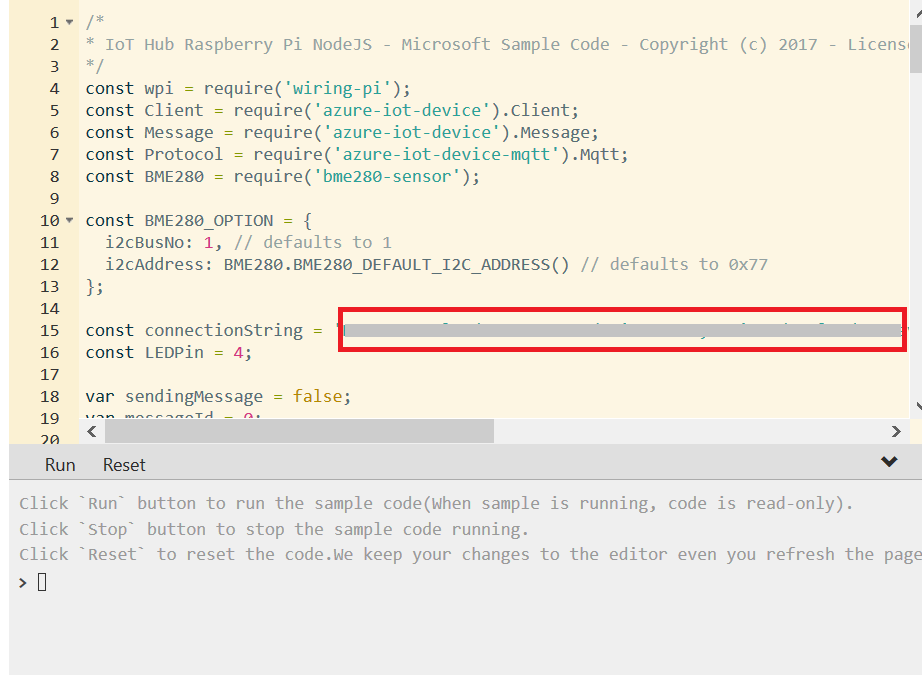 1 /*
2 * IoT Hub Raspberry Pi NodeJS - Microsoft Sample Code - Copyright (c) 2017 - License
3 */
4 const wpi = require('wiring-pi');
5 const Client = require('azure-iot-device').Client;
6 const Message = require('azure-iot-device').Message;
7 const Protocol = require('azure-iot-device-mqtt').Mqtt;
8 const BME280 = require('bme280-sensor');
9
10 const BME280_OPTION = {
11 i2cBusNo: 1, // defaults to 1
12 i2cAddress: BME280.BME280_DEFAULT_I2C_ADDRESS() // defaults to 0x77
13 };
14
15 const connectionString = '
16 const LEDPin = 4;
17
18 var sendingMessage = false;
19 var messageId = 0;
20
Run Reset
Click `Run` button to run the sample code(When sample is running, code is read-only).
Click `Stop` button to stop the sample code running.
Click `Reset` to reset the code.We keep your changes to the editor even you refresh the page
>